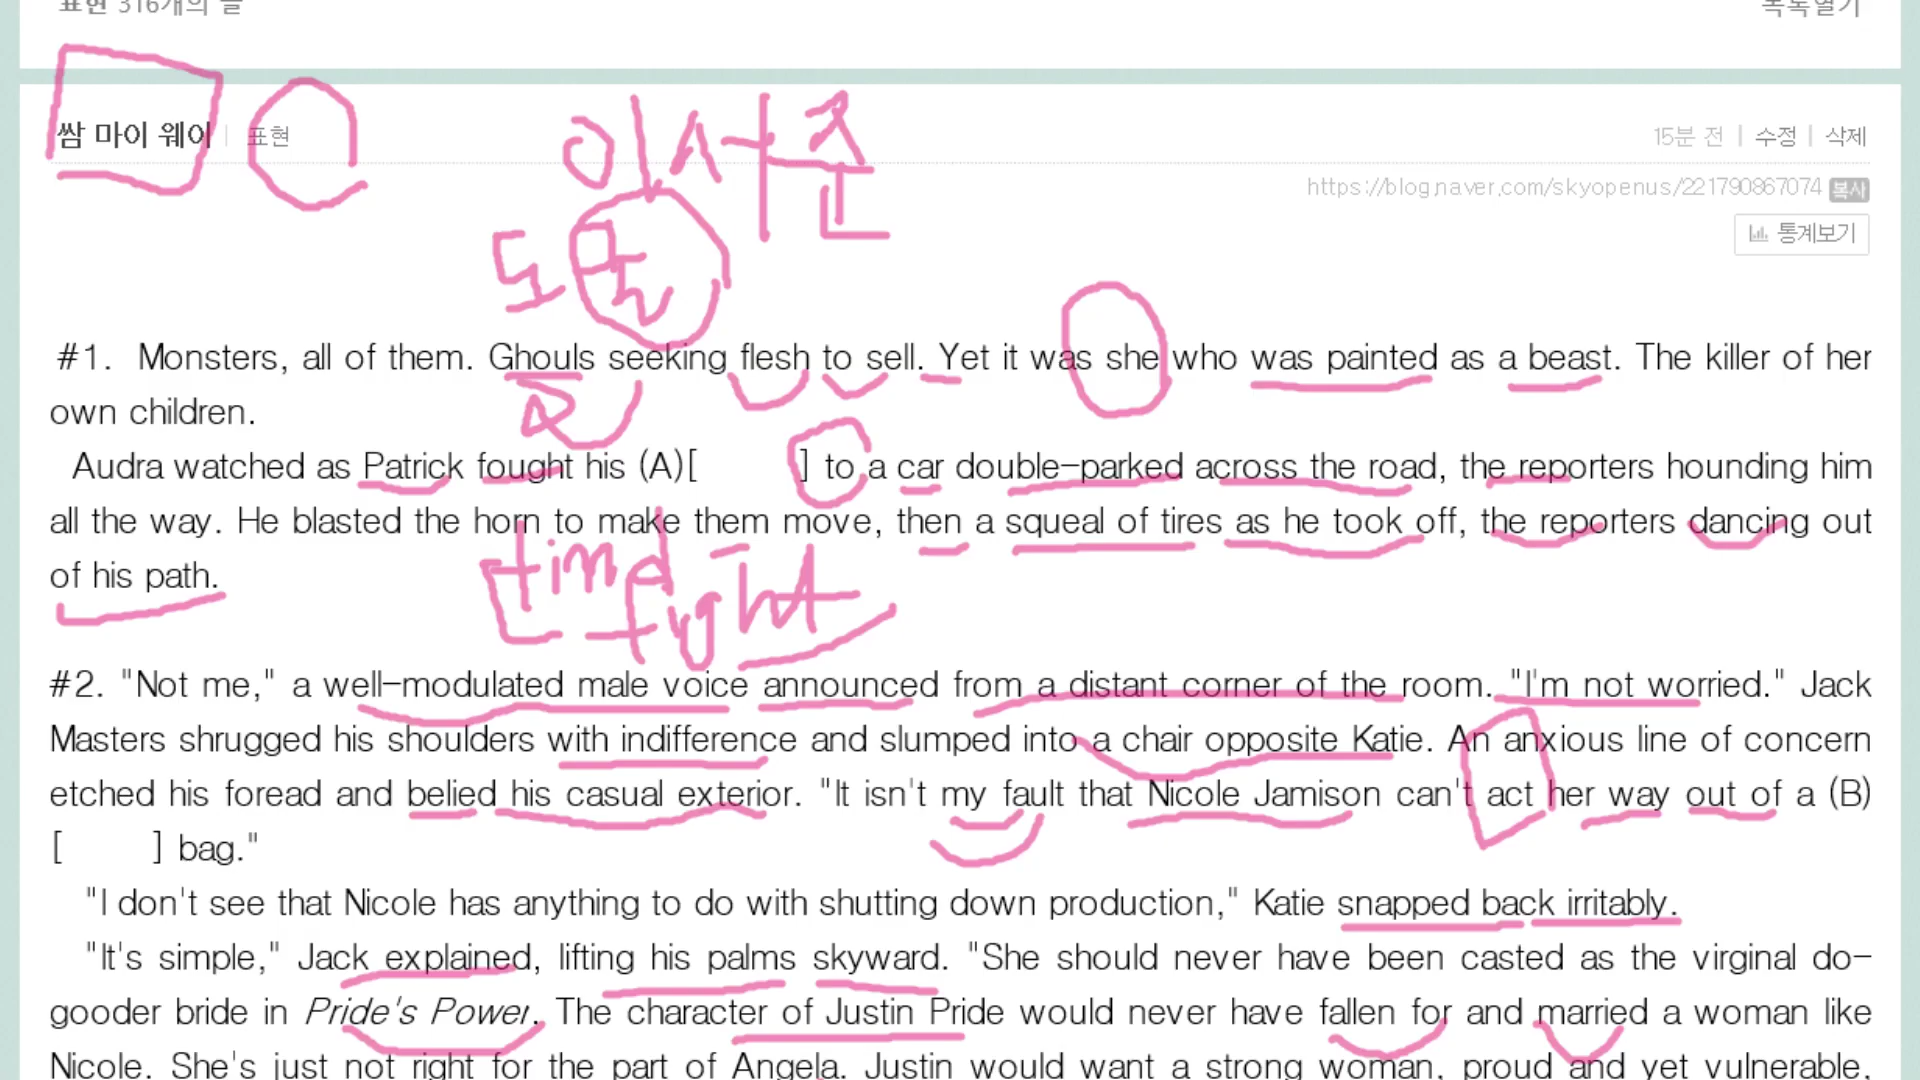 표현 316개의 글 목록열기
쌈 마이 웨이 | 표현 15분 전 | 수정 | 삭제
이사준
https://blog.naver.com/skyopenus/221790867074 복사
통계보기
#1. Monsters, all of them. Ghouls seeking flesh to sell. Yet it was she who was painted as a beast. The killer of her
own children.
Audra watched as Patrick fought his (A)[ ] to a car double-parked across the road, the reporters hounding him
all the way. He blasted the horn to make them move, then a squeal of tires as he took off, the reporters dancing out
find
of his path.
fight
#2. "Not me," a well-modulated male voice announced from a distant corner of the room. "I'm not worried." Jack
Masters shrugged his shoulders with indifference and slumped into a chair opposite Katie. An anxious line of concern
etched his foread and belied his casual exterior. "It isn't my fault that Nicole Jamison can't act her way out of a (B)
[ ] bag."
"I don't see that Nicole has anything to do with shutting down production," Katie snapped back irritably.
"It's simple," Jack explained, lifting his palms skyward. "She should never have been casted as the virginal do-
gooder bride in Pride's Power. The character of Justin Pride would never have fallen for and married a woman like
Nicole. She's just not right for the part of Angela. Justin would want a strong woman, proud and yet vulnerable,